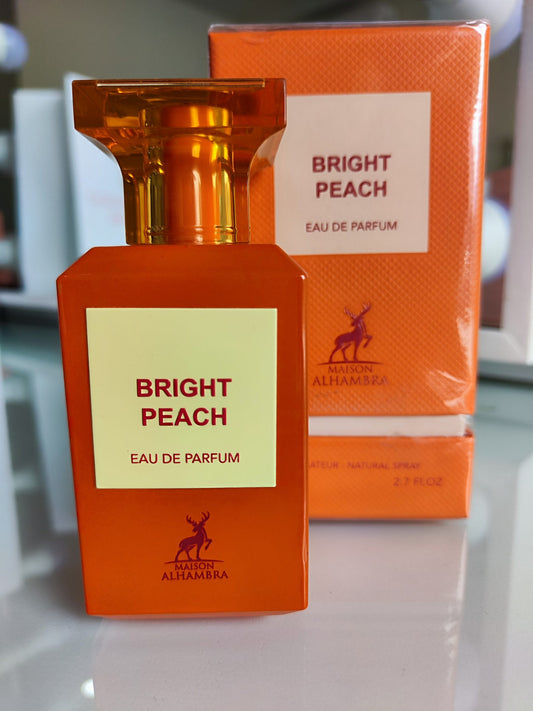 BRIGHT
PEACH
EAU DE PARFUM
MAISON
ALHAMBRA
BRIGHT
PEACH
EAU DE PARFUM
MAISON
ALHAMBRA
ATEUR - NATURAL SPRAY
2.7 FL.OZ